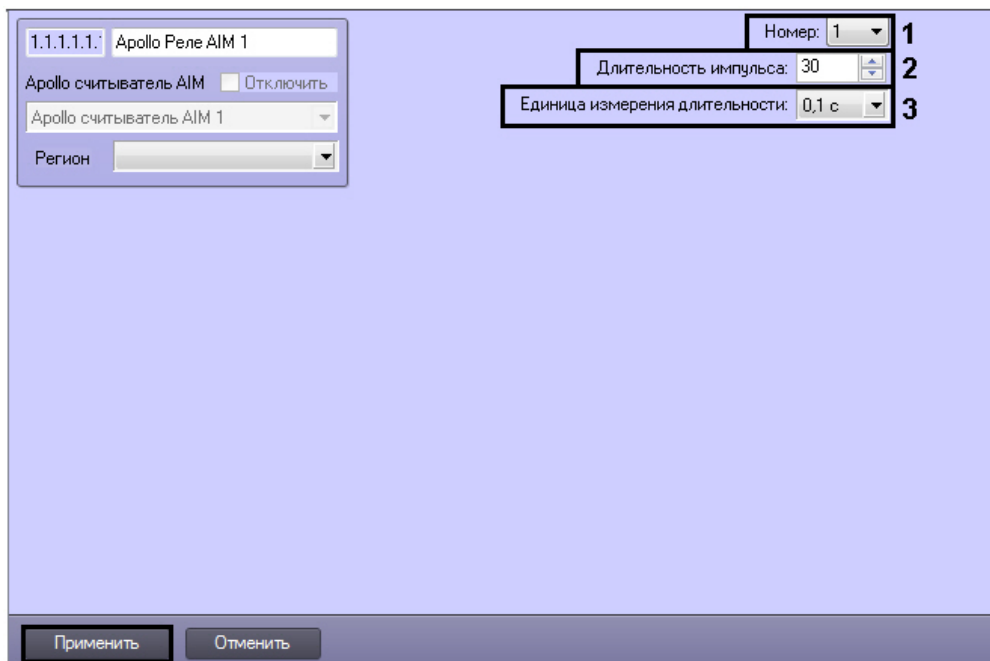 1.1.1.1.1.' Apollo Реле AIM 1
Номер: 1 1
Apollo считыватель AIM Отключить
Длительность импульса: 30 2
Apollo считыватель AIM 1
Единица измерения длительности: 0,1 с 3
Регион
Применить Отменить